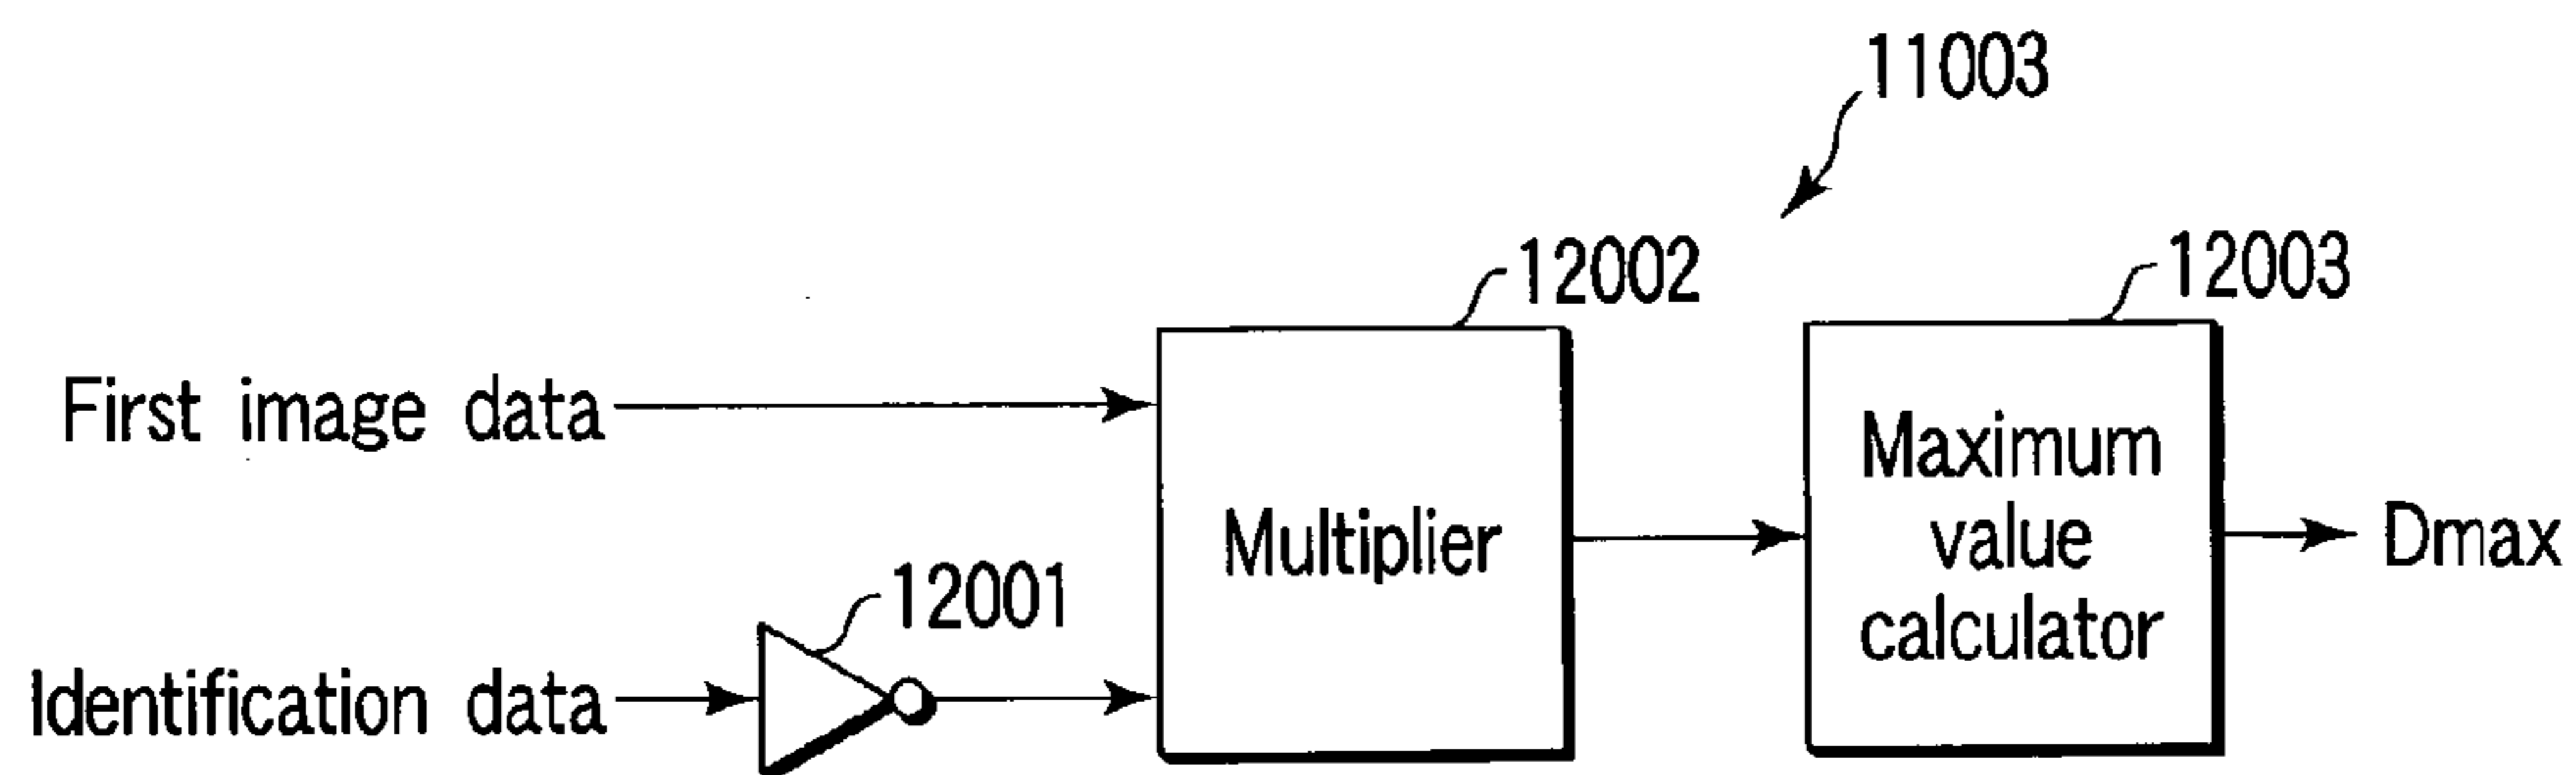 11003
12002
12003
First image data
Multiplier
Maximum
value
calculator
Dmax
12001
Identification data